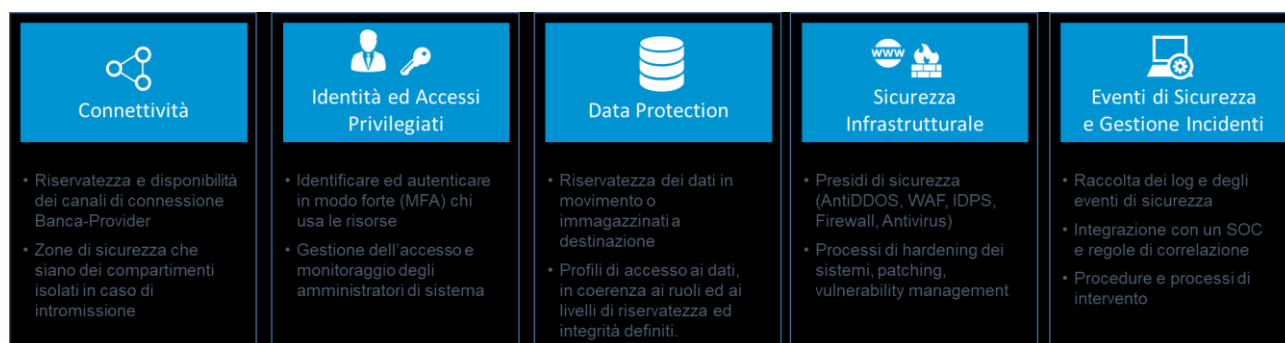 Connettività
• Riservatezza e disponibilità
dei canali di connessione
Banca-Provider
• Zone di sicurezza che
siano dei compartimenti
isolati in caso di
intromissione
Identità ed Accessi
Privilegiati
• Identificare ed autenticare
in modo forte (MFA) chi
usa le risorse
• Gestione dell'accesso e
monitoraggio degli
amministratori di sistema
Data Protection
• Riservatezza dei dati in
movimento o
immagazzinati a
destinazione
• Profili di accesso ai dati,
in coerenza ai ruoli ed ai
livelli di riservatezza ed
integrità definiti.
www
Sicurezza
Infrastrutturale
• Presidi di sicurezza
(AntiDDOS, WAF, IDPS,
Firewall, Antivirus)
• Processi di hardening dei
sistemi, patching,
vulnerability management
Eventi di Sicurezza
e Gestione Incidenti
• Raccolta dei log e degli
eventi di sicurezza
• Integrazione con un SOC
e regole di correlazione
• Procedure e processi di
intervento